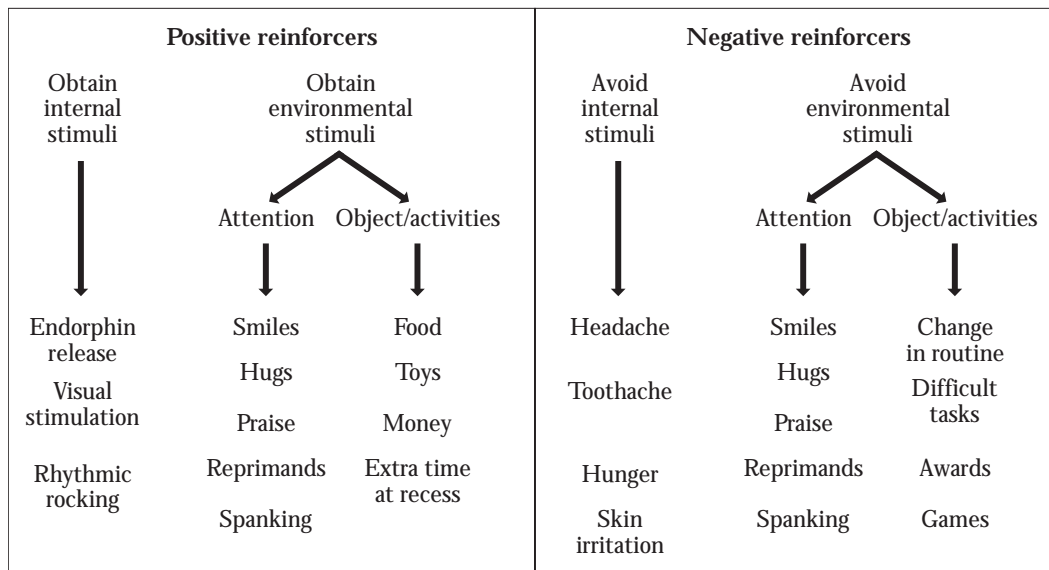 Positive reinforcers
Obtain
internal
stimuli
Obtain
environmental
stimuli
Attention
Object/activities
Endorphin
release
Visual
stimulation
Rhythmic
rocking
Smiles
Hugs
Praise
Reprimands
Spanking
Food
Toys
Money
Extra time
at recess
Negative reinforcers
Avoid
internal
stimuli
Avoid
environmental
stimuli
Attention
Object/activities
Headache
Toothache
Hunger
Skin
irritation
Smiles
Hugs
Praise
Reprimands
Spanking
Change
in routine
Difficult
tasks
Awards
Games